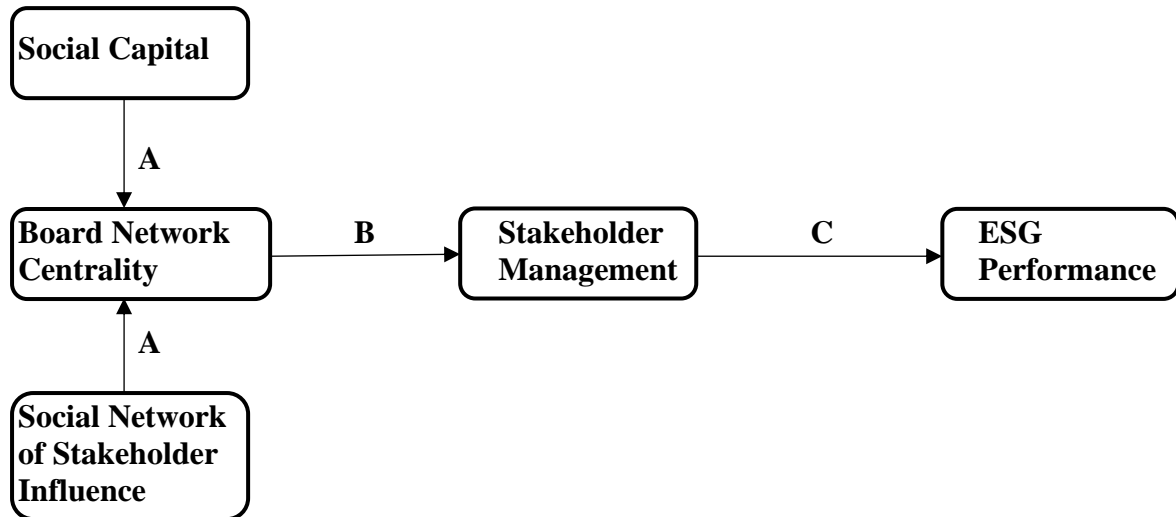 Social Capital
A
Board Network
Centrality
B
Stakeholder
Management
C
ESG
Performance
A
Social Network
of Stakeholder
Influence